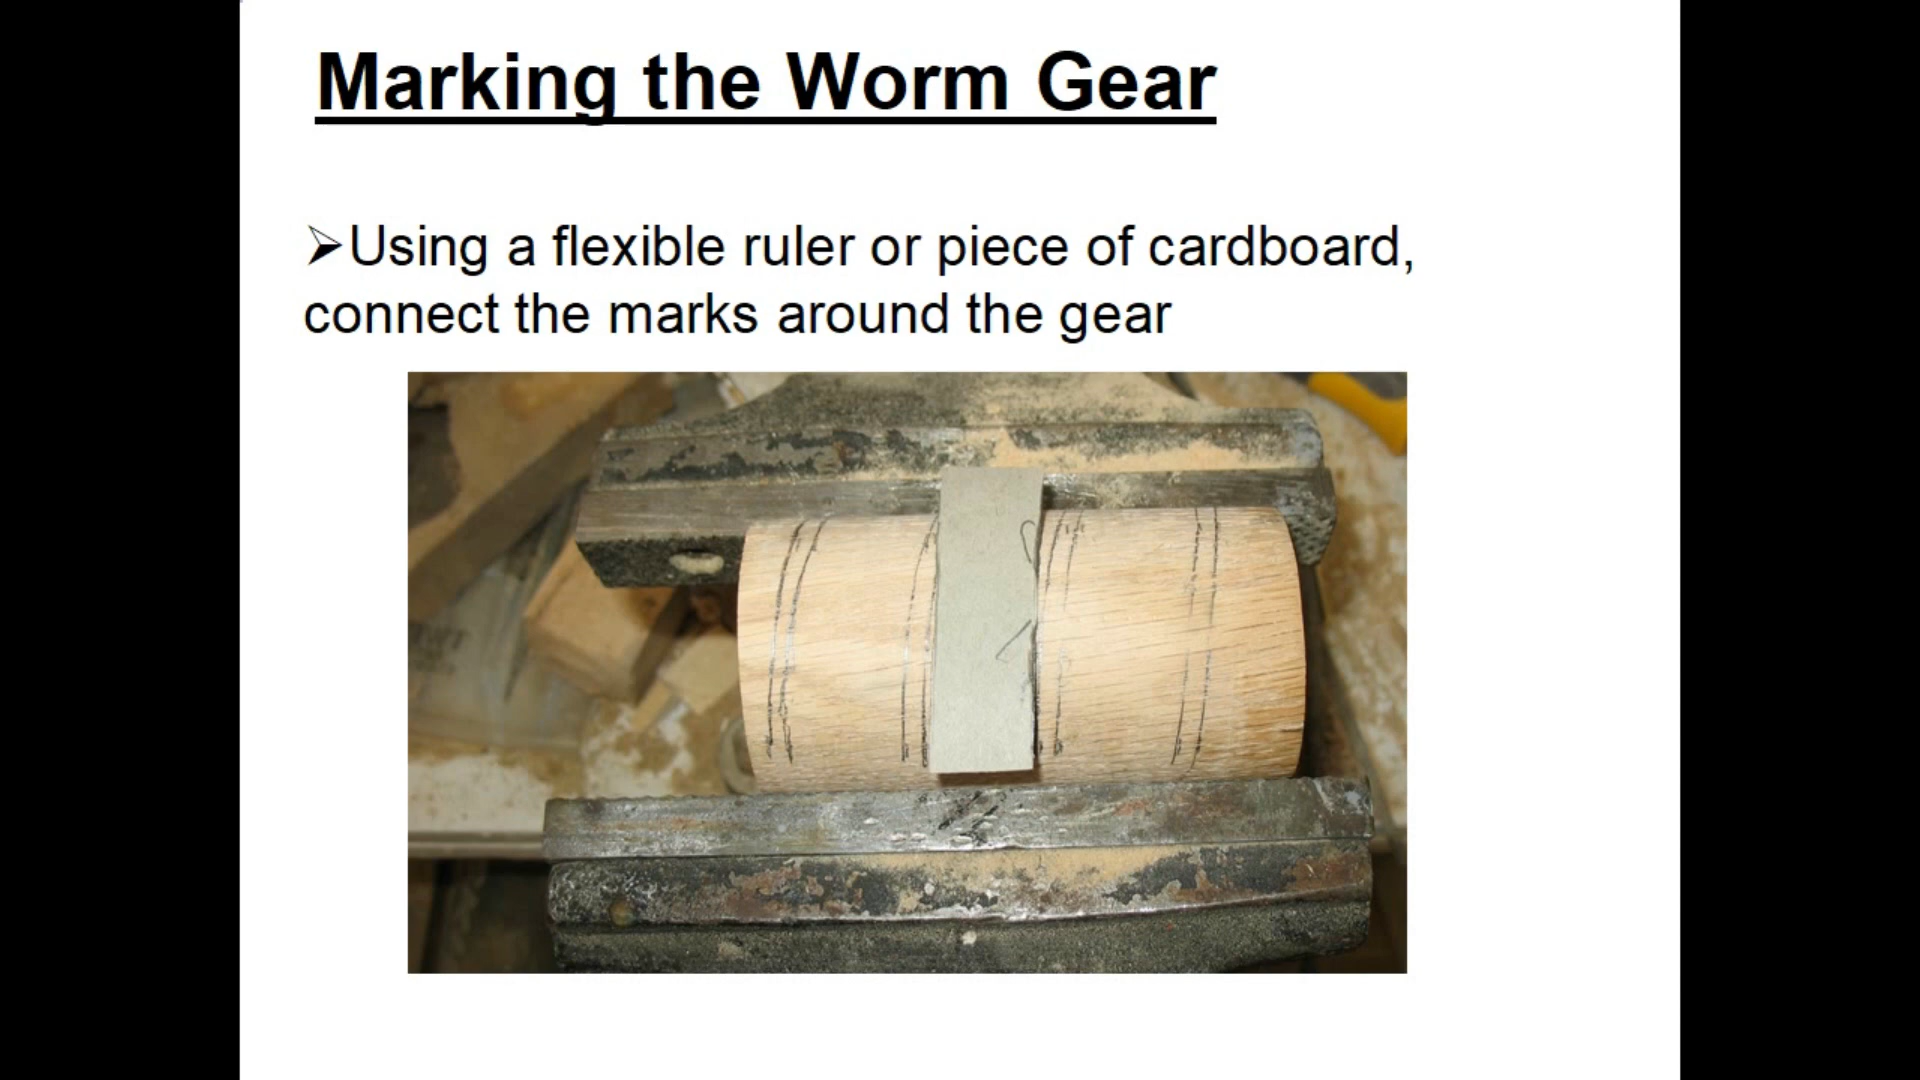 Marking the Worm Gear
➢Using a flexible ruler or piece of cardboard,
connect the marks around the gear